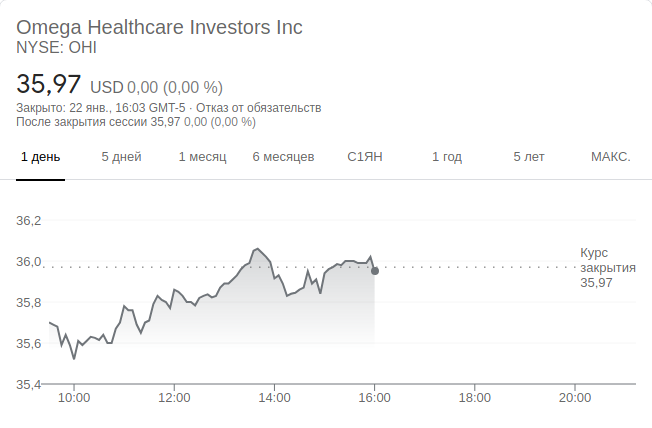 Omega Healthcare Investors Inc
NYSE: OHI
35,97 USD 0,00 (0,00 %)
Закрыто: 22 янв., 16:03 GMT-5 · Отказ от обязательств
После закрытия сессии 35,97 0,00 (0,00 %)
1 день 5 дней 1 месяц 6 месяцев С1ЯН 1 год 5 лет МАКС.
36,2
36,0
35,8
35,6
35,4
Курс
закрытия
35,97
10:00 12:00 14:00 16:00 18:00 20:00